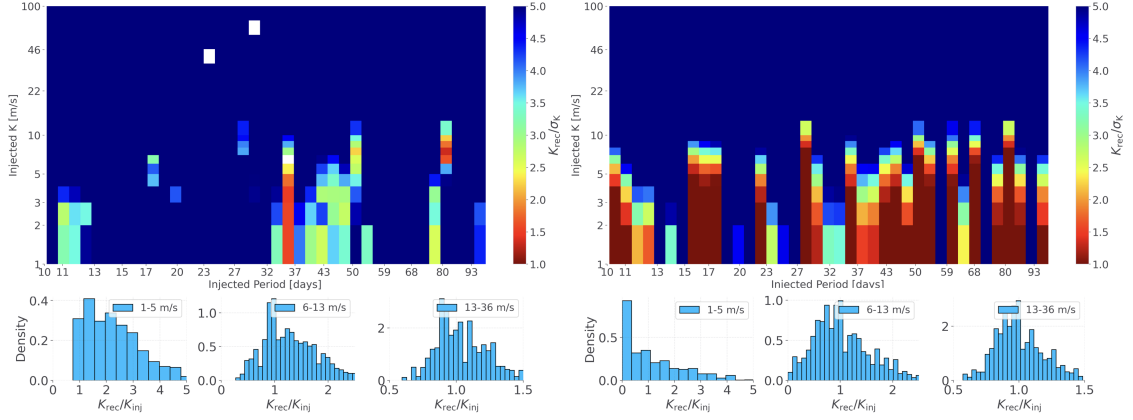 100
46
22
10
5
3
2
1
Injected K [m/s]
10 11 13 15 17 20 23 27 32 37 43 50 59 68 80 93
Injected Period [days]
5.0
4.5
4.0
3.5
3.0
2.5
2.0
1.5
1.0
K_rec/σ_K
100
46
22
10
5
3
2
1
Injected K [m/s]
10 11 13 15 17 20 23 27 32 37 43 50 59 68 80 93
Injected Period [days]
5.0
4.5
4.0
3.5
3.0
2.5
2.0
1.5
1.0
K_rec/σ_K
Density
0.4
0.2
0.0
1-5 m/s
0 1 2 3 4 5
K_rec/K_inj
1.0
0.5
0.0
6-13 m/s
1 2
K_rec/K_inj
2
0
13-36 m/s
0.5 1.0 1.5
K_rec/K_inj
Density
0.5
0.0
1-5 m/s
0 1 2 3 4 5
K_rec/K_inj
1.0
0.5
0.0
6-13 m/s
0 1 2
K_rec/K_inj
2
0
13-36 m/s
0.5 1.0 1.5
K_rec/K_inj